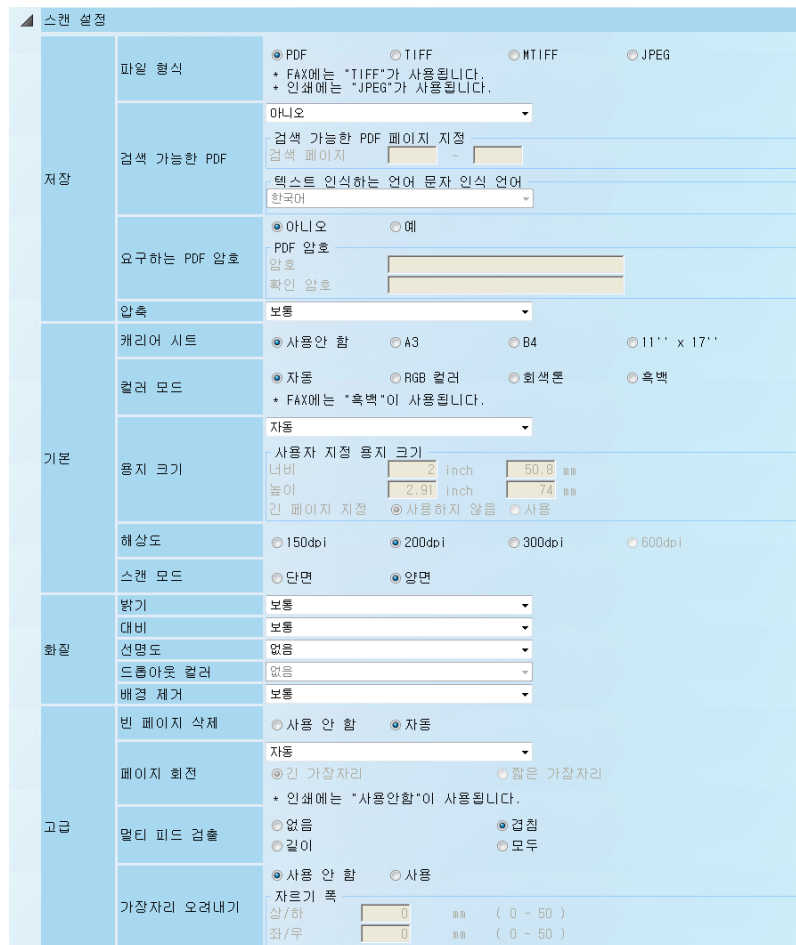 스캔 설정
저장
파일 형식
PDF TIFF MTIFF JPEG
* FAX에는 "TIFF"가 사용됩니다.
* 인쇄에는 "JPEG"가 사용됩니다.
검색 가능한 PDF
아니오
검색 가능한 PDF 페이지 지정
검색 페이지 ~
텍스트 인식하는 언어 문자 인식 언어
한국어
요구하는 PDF 암호
아니오 예
PDF 암호
암호
확인 암호
압축
보통
기본
캐리어 시트
사용안 함 A3 B4 11'' x 17''
컬러 모드
자동 RGB 컬러 회색톤 흑백
* FAX에는 "흑백"이 사용됩니다.
용지 크기
자동
사용자 지정 용지 크기
너비 2 inch 50.8 mm
높이 2.91 inch 74 mm
긴 페이지 지정 사용하지 않음 사용
해상도
150dpi 200dpi 300dpi 600dpi
스캔 모드
단면 양면
화질
밝기
보통
대비
보통
선명도
없음
드롭아웃 컬러
없음
배경 제거
보통
고급
빈 페이지 삭제
사용 안 함 자동
페이지 회전
자동
긴 가장자리 짧은 가장자리
* 인쇄에는 "사용안함"이 사용됩니다.
멀티 피드 검출
없음 겹침
길이 모두
가장자리 오려내기
사용 안 함 사용
자르기 폭
상/하 0 mm ( 0 - 50 )
좌/우 0 mm ( 0 - 50 )